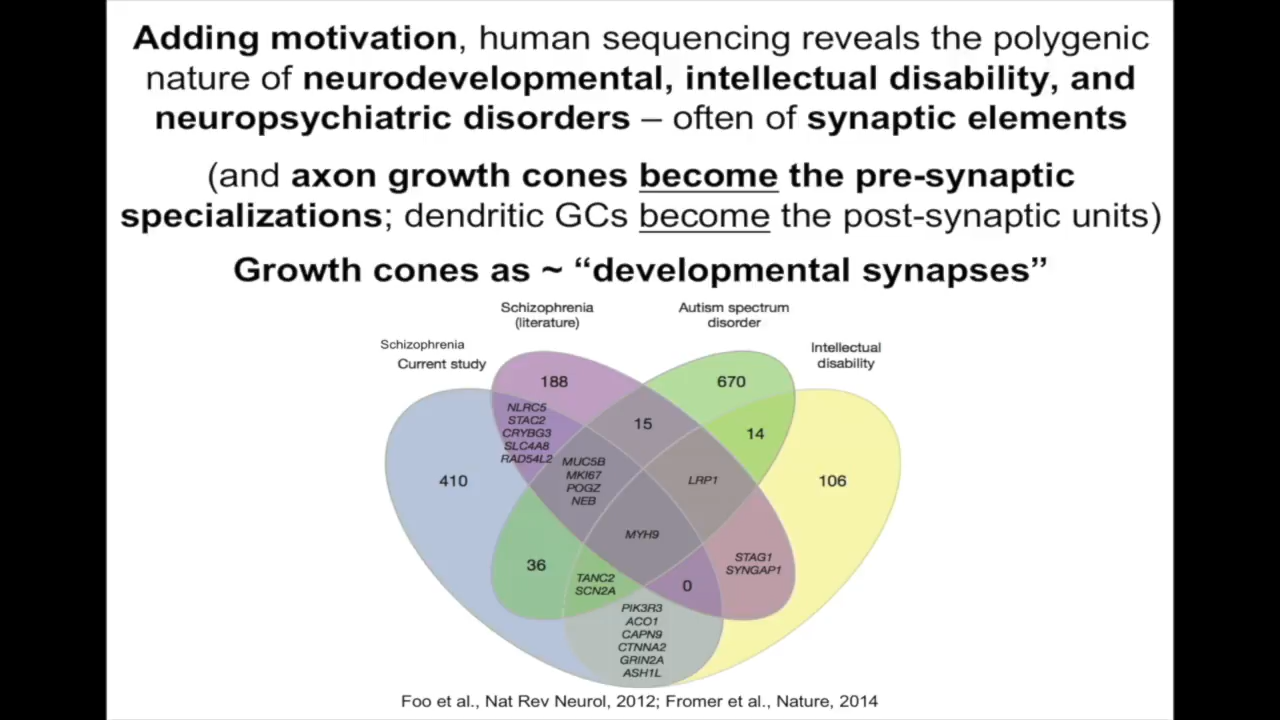 Adding motivation, human sequencing reveals the polygenic
nature of neurodevelopmental, intellectual disability, and
neuropsychiatric disorders – often of synaptic elements
(and axon growth cones become the pre-synaptic
specializations; dendritic GCs become the post-synaptic units)
Growth cones as ~ “developmental synapses”
Schizophrenia
(literature)
Autism spectrum
disorder
Schizophrenia
Current study
Intellectual
disability
188
670
NLRC5
STAC2
CRYBG3
SLC4A8
RAD54L2
15
14
MUC5B
MKI67
POGZ
NEB
LRP1
410
106
MYH9
36
STAG1
SYNGAP1
TANC2
SCN2A
0
PIK3R3
ACO1
CAPN9
CTNNA2
GRIN2A
ASH1L
Foo et al., Nat Rev Neurol, 2012; Fromer et al., Nature, 2014